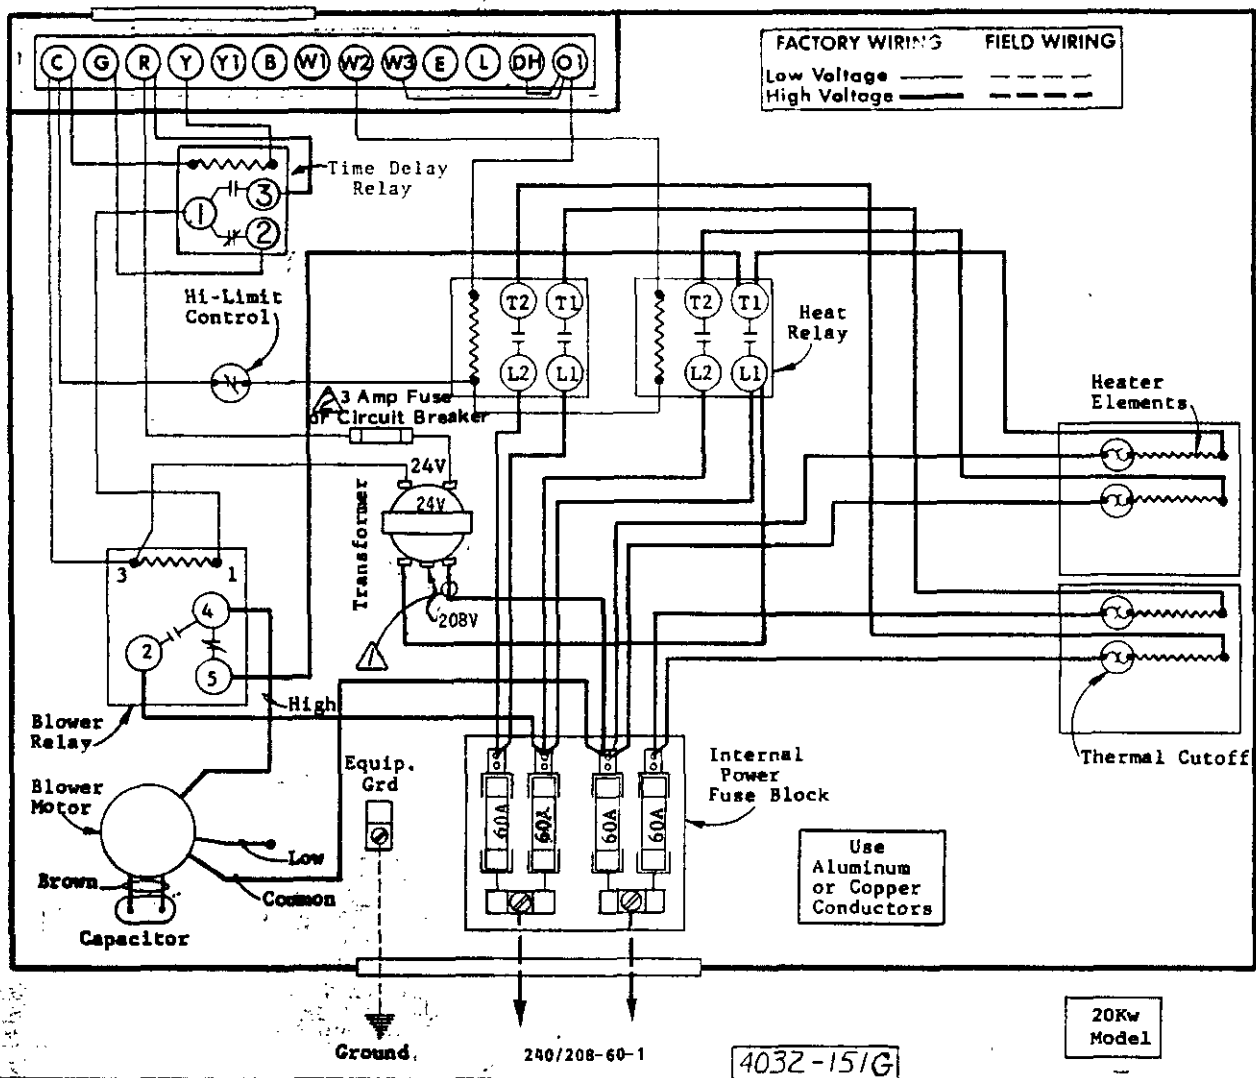 C G R Y Y1 B W1 W2 W3 E L DH O1
FACTORY WIRING FIELD WIRING
Low Voltage
High Voltage
Time Delay
Relay
3
1
2
Hi-Limit
Control
T2 T1
L2 L1
T2 T1
L2 L1
Heat
Relay
3 Amp Fuse
or Circuit Breaker
Heater
Elements
24V
24V
Transformer
208V
1
3 1
4
2
5
High
Blower
Relay
Blower
Motor
Low
Common
Brown
Capacitor
Equip.
Grd
60A 60A 60A 60A
Internal
Power
Fuse Block
Thermal Cutoff
Use
Aluminum
or Copper
Conductors
Ground
240/208-60-1
4032-151G
20Kw
Model